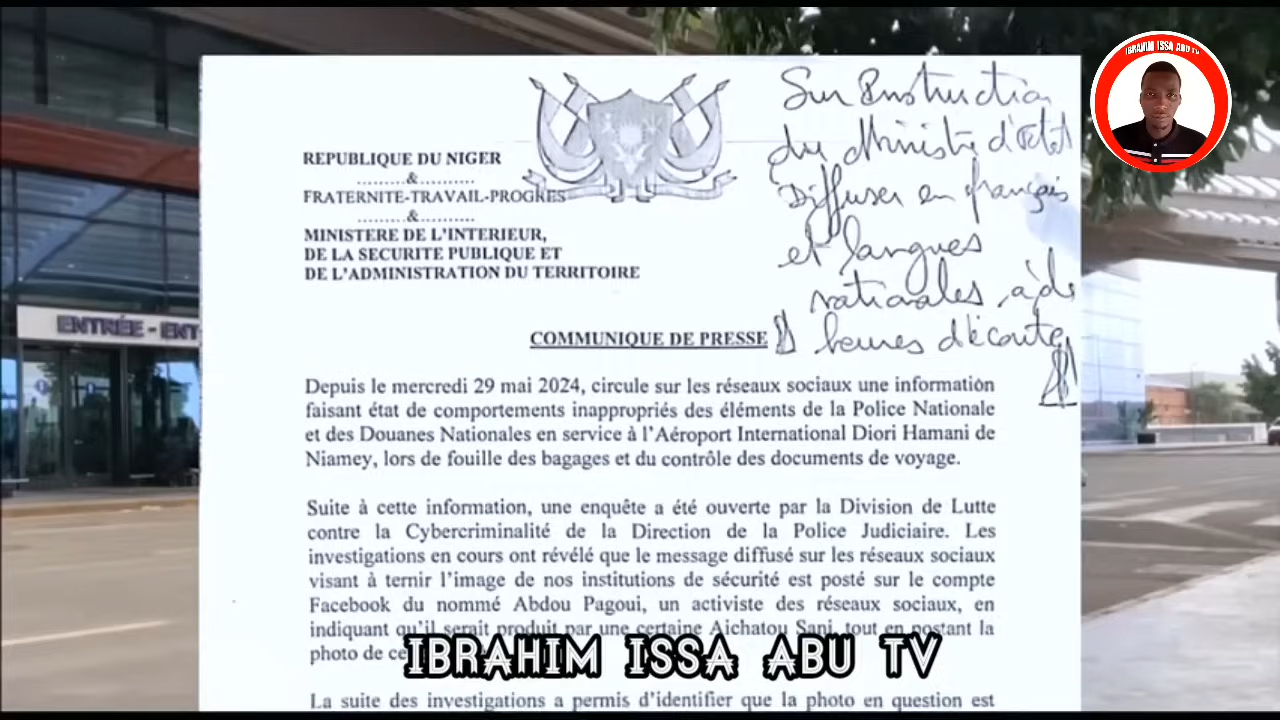 IBRAHIM ISSA ABU TV
Sur Instruction
du Ministre d'Etat
Diffuser en français
et langues
nationales à de
heures d'écoute
REPUBLIQUE DU NIGER
..........&..........
FRATERNITE-TRAVAIL-PROGRES
..........&..........
MINISTERE DE L'INTERIEUR,
DE LA SECURITE PUBLIQUE ET
DE L'ADMINISTRATION DU TERRITOIRE
ENTRÉE - ENT
COMMUNIQUE DE PRESSE
Depuis le mercredi 29 mai 2024, circule sur les réseaux sociaux une information
faisant état de comportements inappropriés des éléments de la Police Nationale
et des Douanes Nationales en service à l'Aéroport International Diori Hamani de
Niamey, lors de fouille des bagages et du contrôle des documents de voyage.
Suite à cette information, une enquête a été ouverte par la Division de Lutte
contre la Cybercriminalité de la Direction de la Police Judiciaire. Les
investigations en cours ont révélé que le message diffusé sur les réseaux sociaux
visant à ternir l'image de nos institutions de sécurité est posté sur le compte
Facebook du nommé Abdou Pagoui, un activiste des réseaux sociaux, en
indiquant qu'il serait produit par une certaine Aichatou Sani, tout en postant la
photo de
IBRAHIM ISSA ABU TV
La suite des investigations a permis d'identifier que la photo en question est